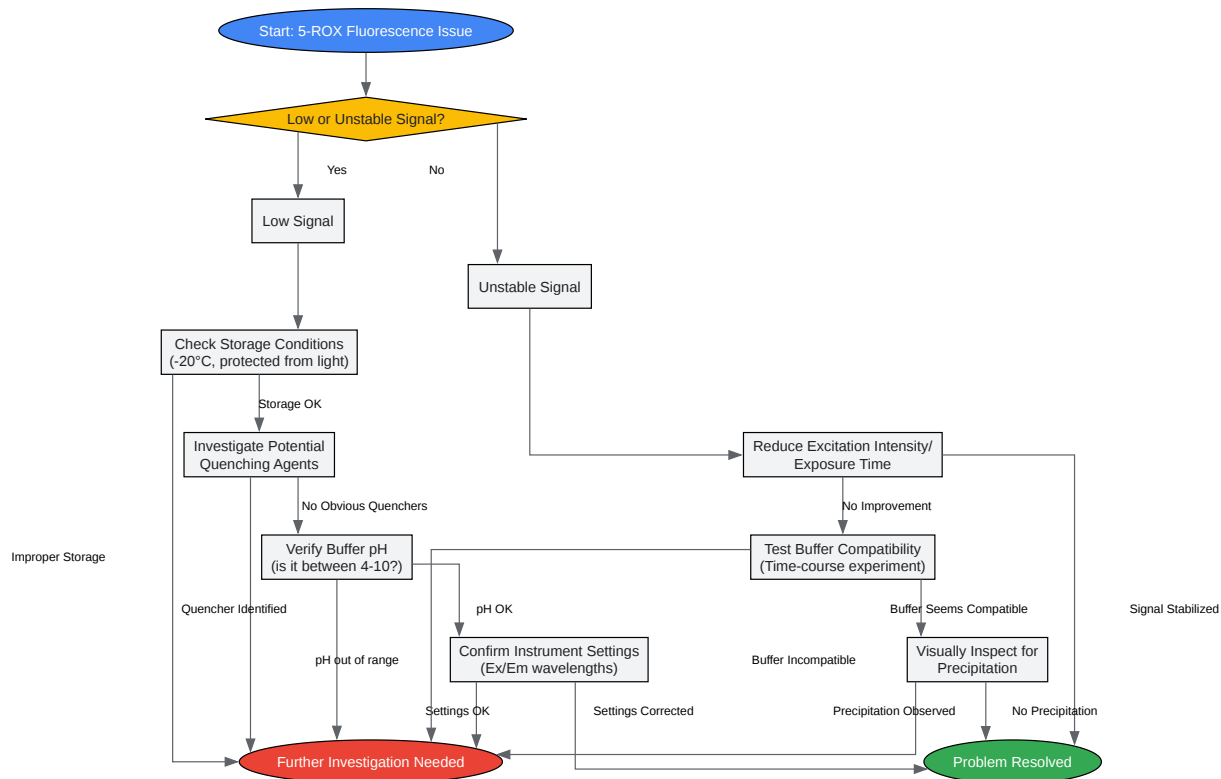 Start: 5-ROX Fluorescence Issue
Low or Unstable Signal?
Yes
No
Low Signal
Unstable Signal
Check Storage Conditions
(-20°C, protected from light)
Storage OK
Investigate Potential
Quenching Agents
Reduce Excitation Intensity/
Exposure Time
No Obvious Quenchers
No Improvement
Improper Storage
Verify Buffer pH
(is it between 4-10?)
Test Buffer Compatibility
(Time-course experiment)
Quencher Identified
pH OK
Buffer Seems Compatible
Signal Stabilized
pH out of range
Confirm Instrument Settings
(Ex/Em wavelengths)
Buffer Incompatible
Visually Inspect for
Precipitation
Settings OK
Settings Corrected
Precipitation Observed
No Precipitation
Further Investigation Needed
Problem Resolved